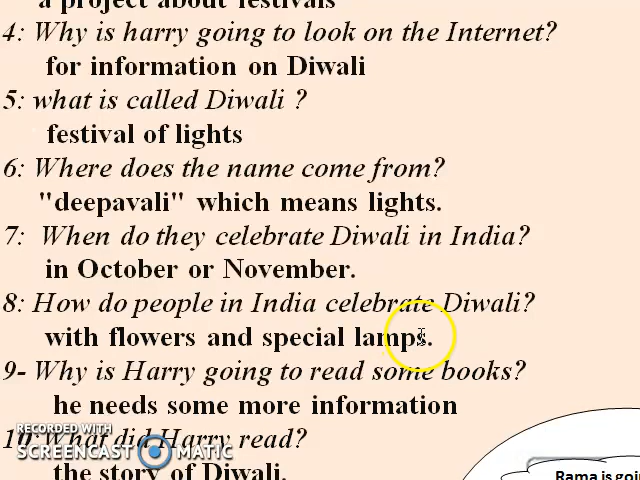 a project about festivals
4: Why is harry going to look on the Internet?
for information on Diwali
5: what is called Diwali ?
festival of lights
6: Where does the name come from?
"deepavali" which means lights.
7: When do they celebrate Diwali in India?
in October or November.
8: How do people in India celebrate Diwali?
with flowers and special lamps.
9- Why is Harry going to read some books?
he needs some more information
RECORDED WITH
10: What did Harry read?
SCREENCAST MATIC
the story of Diwali.
Rama is goi